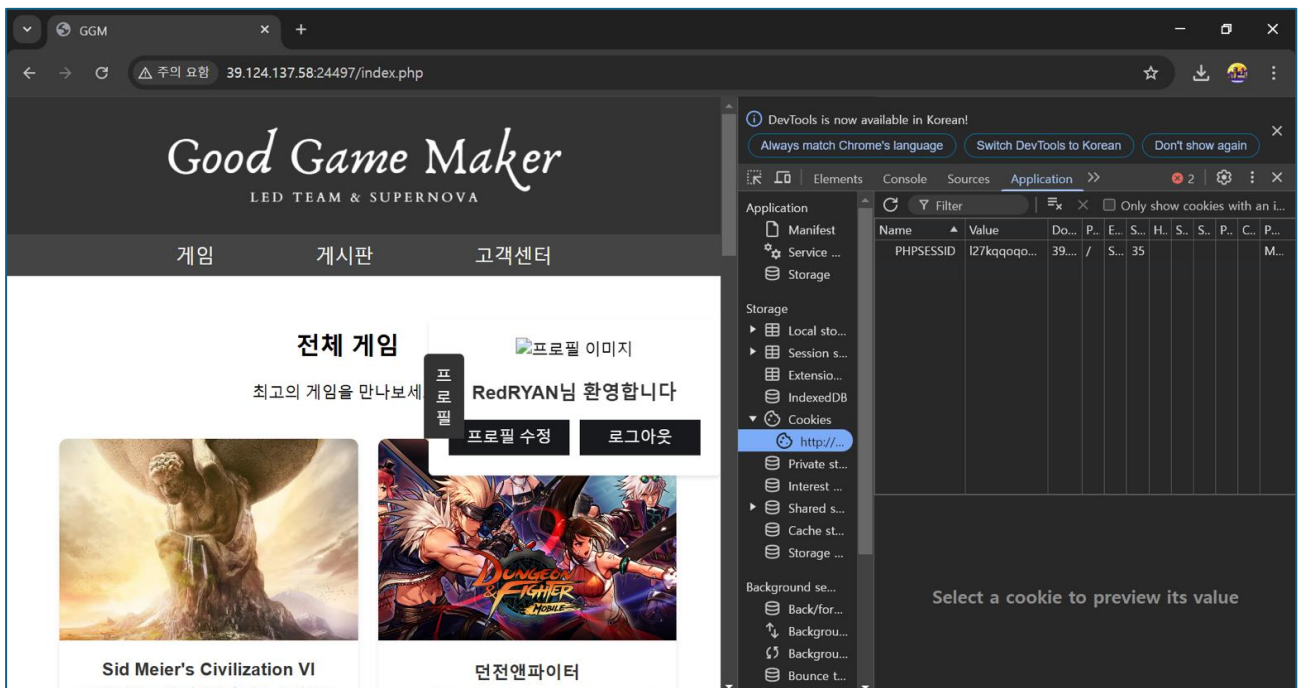 GGM
주의 요함 39.124.137.58:24497/index.php
Good Game Maker
LED TEAM & SUPERNOVA
게임 게시판 고객센터
전체 게임
최고의 게임을 만나보세
프로필
프로필 이미지
RedRYAN님 환영합니다
프로필 수정 로그아웃
DUNGEON
& FIGHTER
MOBILE
Sid Meier's Civilization VI
던전앤파이터
DevTools is now available in Korean!
Always match Chrome's language Switch DevTools to Korean Don't show again
Elements Console Sources Application 2
Application
Manifest
Service ...
Storage
Storage
Local sto...
Session s...
Extensio...
IndexedDB
Cookies
http://...
Private st...
Interest ...
Shared s...
Cache st...
Storage ...
Background se...
Back/for...
Backgrou...
Backgrou...
Bounce t...
Filter Only show cookies with an i...
Name Value Do... P.. E.. S... H.. S.. S.. P.. C.. P...
PHPSESSID l27kqqoqo... 39.... / S... 35 M...
Select a cookie to preview its value